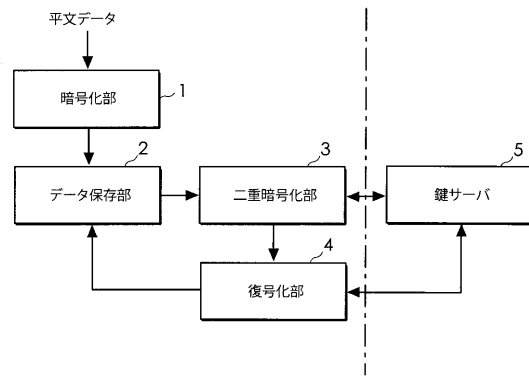 平文データ
暗号化部
1
2
3
5
データ保存部
二重暗号化部
鍵サーバ
4
復号化部